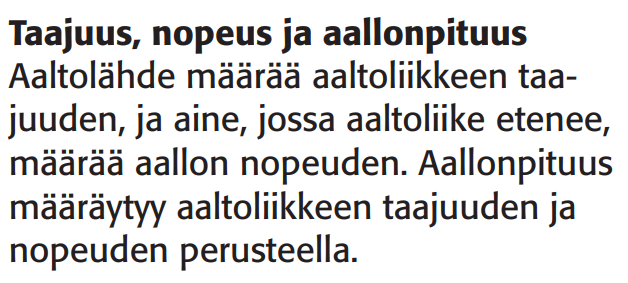 Taajuus, nopeus ja aallonpituus
Aaltolähde määrää aaltoliikkeen taa-
juuden, ja aine, jossa aaltoliike etenee,
määrää aallon nopeuden. Aallonpituus
määräytyy aaltoliikkeen taajuuden ja
nopeuden perusteella.